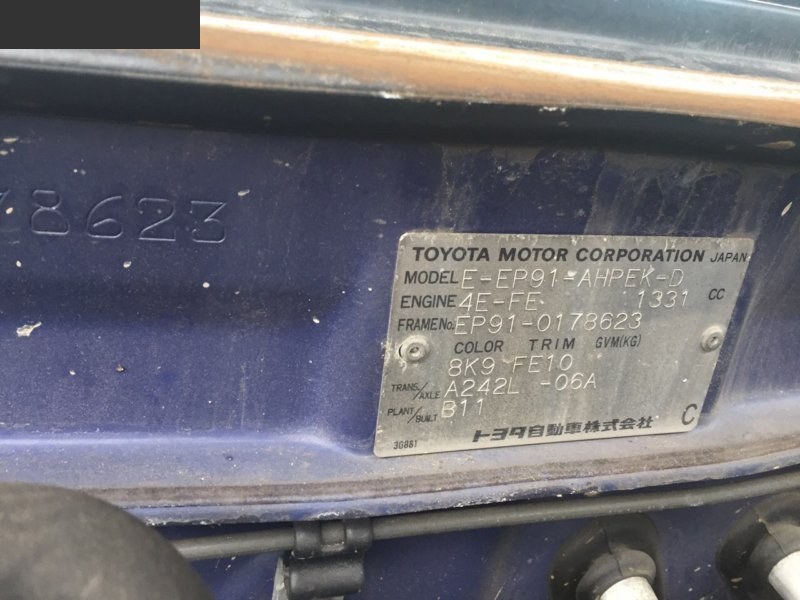 78623
TOYOTA MOTOR CORPORATION JAPAN
MODEL E-EP91-AHPEK-D
ENGINE 4E-FE 1331 CC
FRAME No. EP91-0178623
COLOR TRIM GVM(KG)
8K9 FE10
TRANS/AXLE A242L -06A
PLANT/BUILT B11
C
30881 トヨタ自動車株式会社